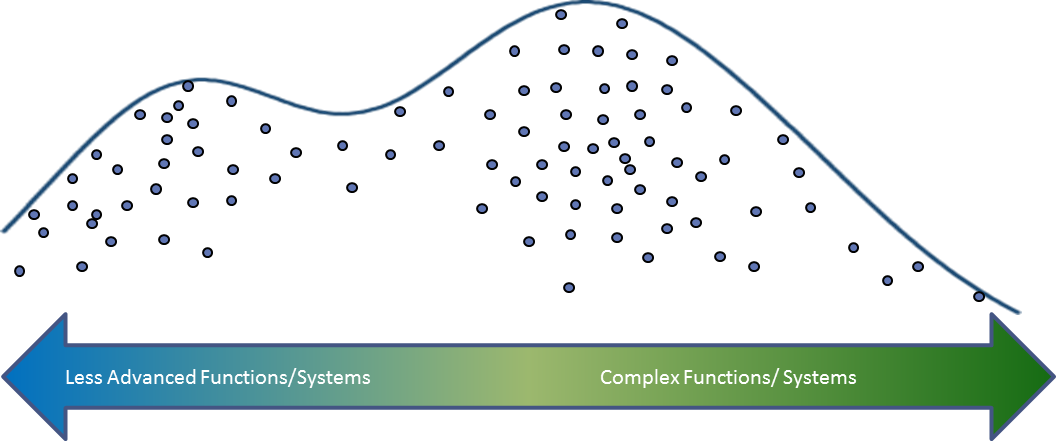 Less Advanced Functions/Systems
Complex Functions/ Systems